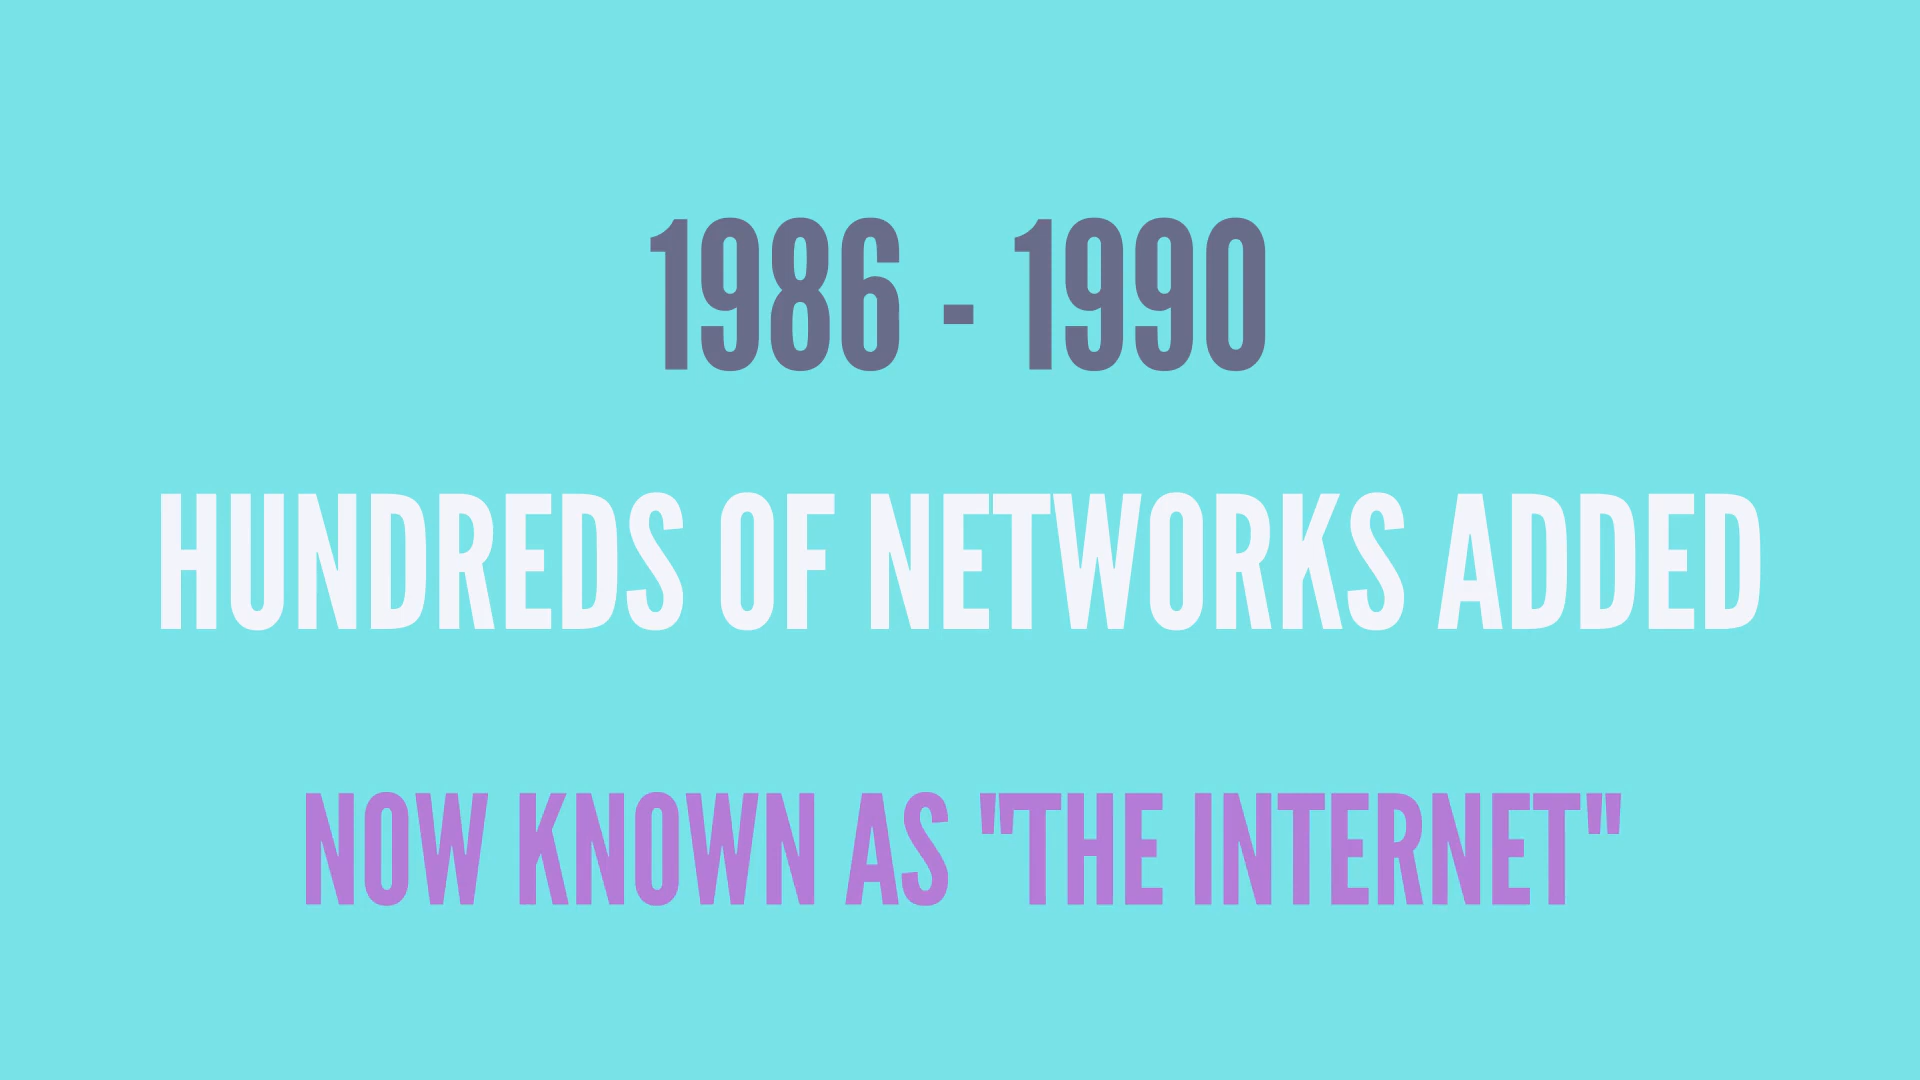 1986 - 1990
HUNDREDS OF NETWORKS ADDED
NOW KNOWN AS "THE INTERNET"